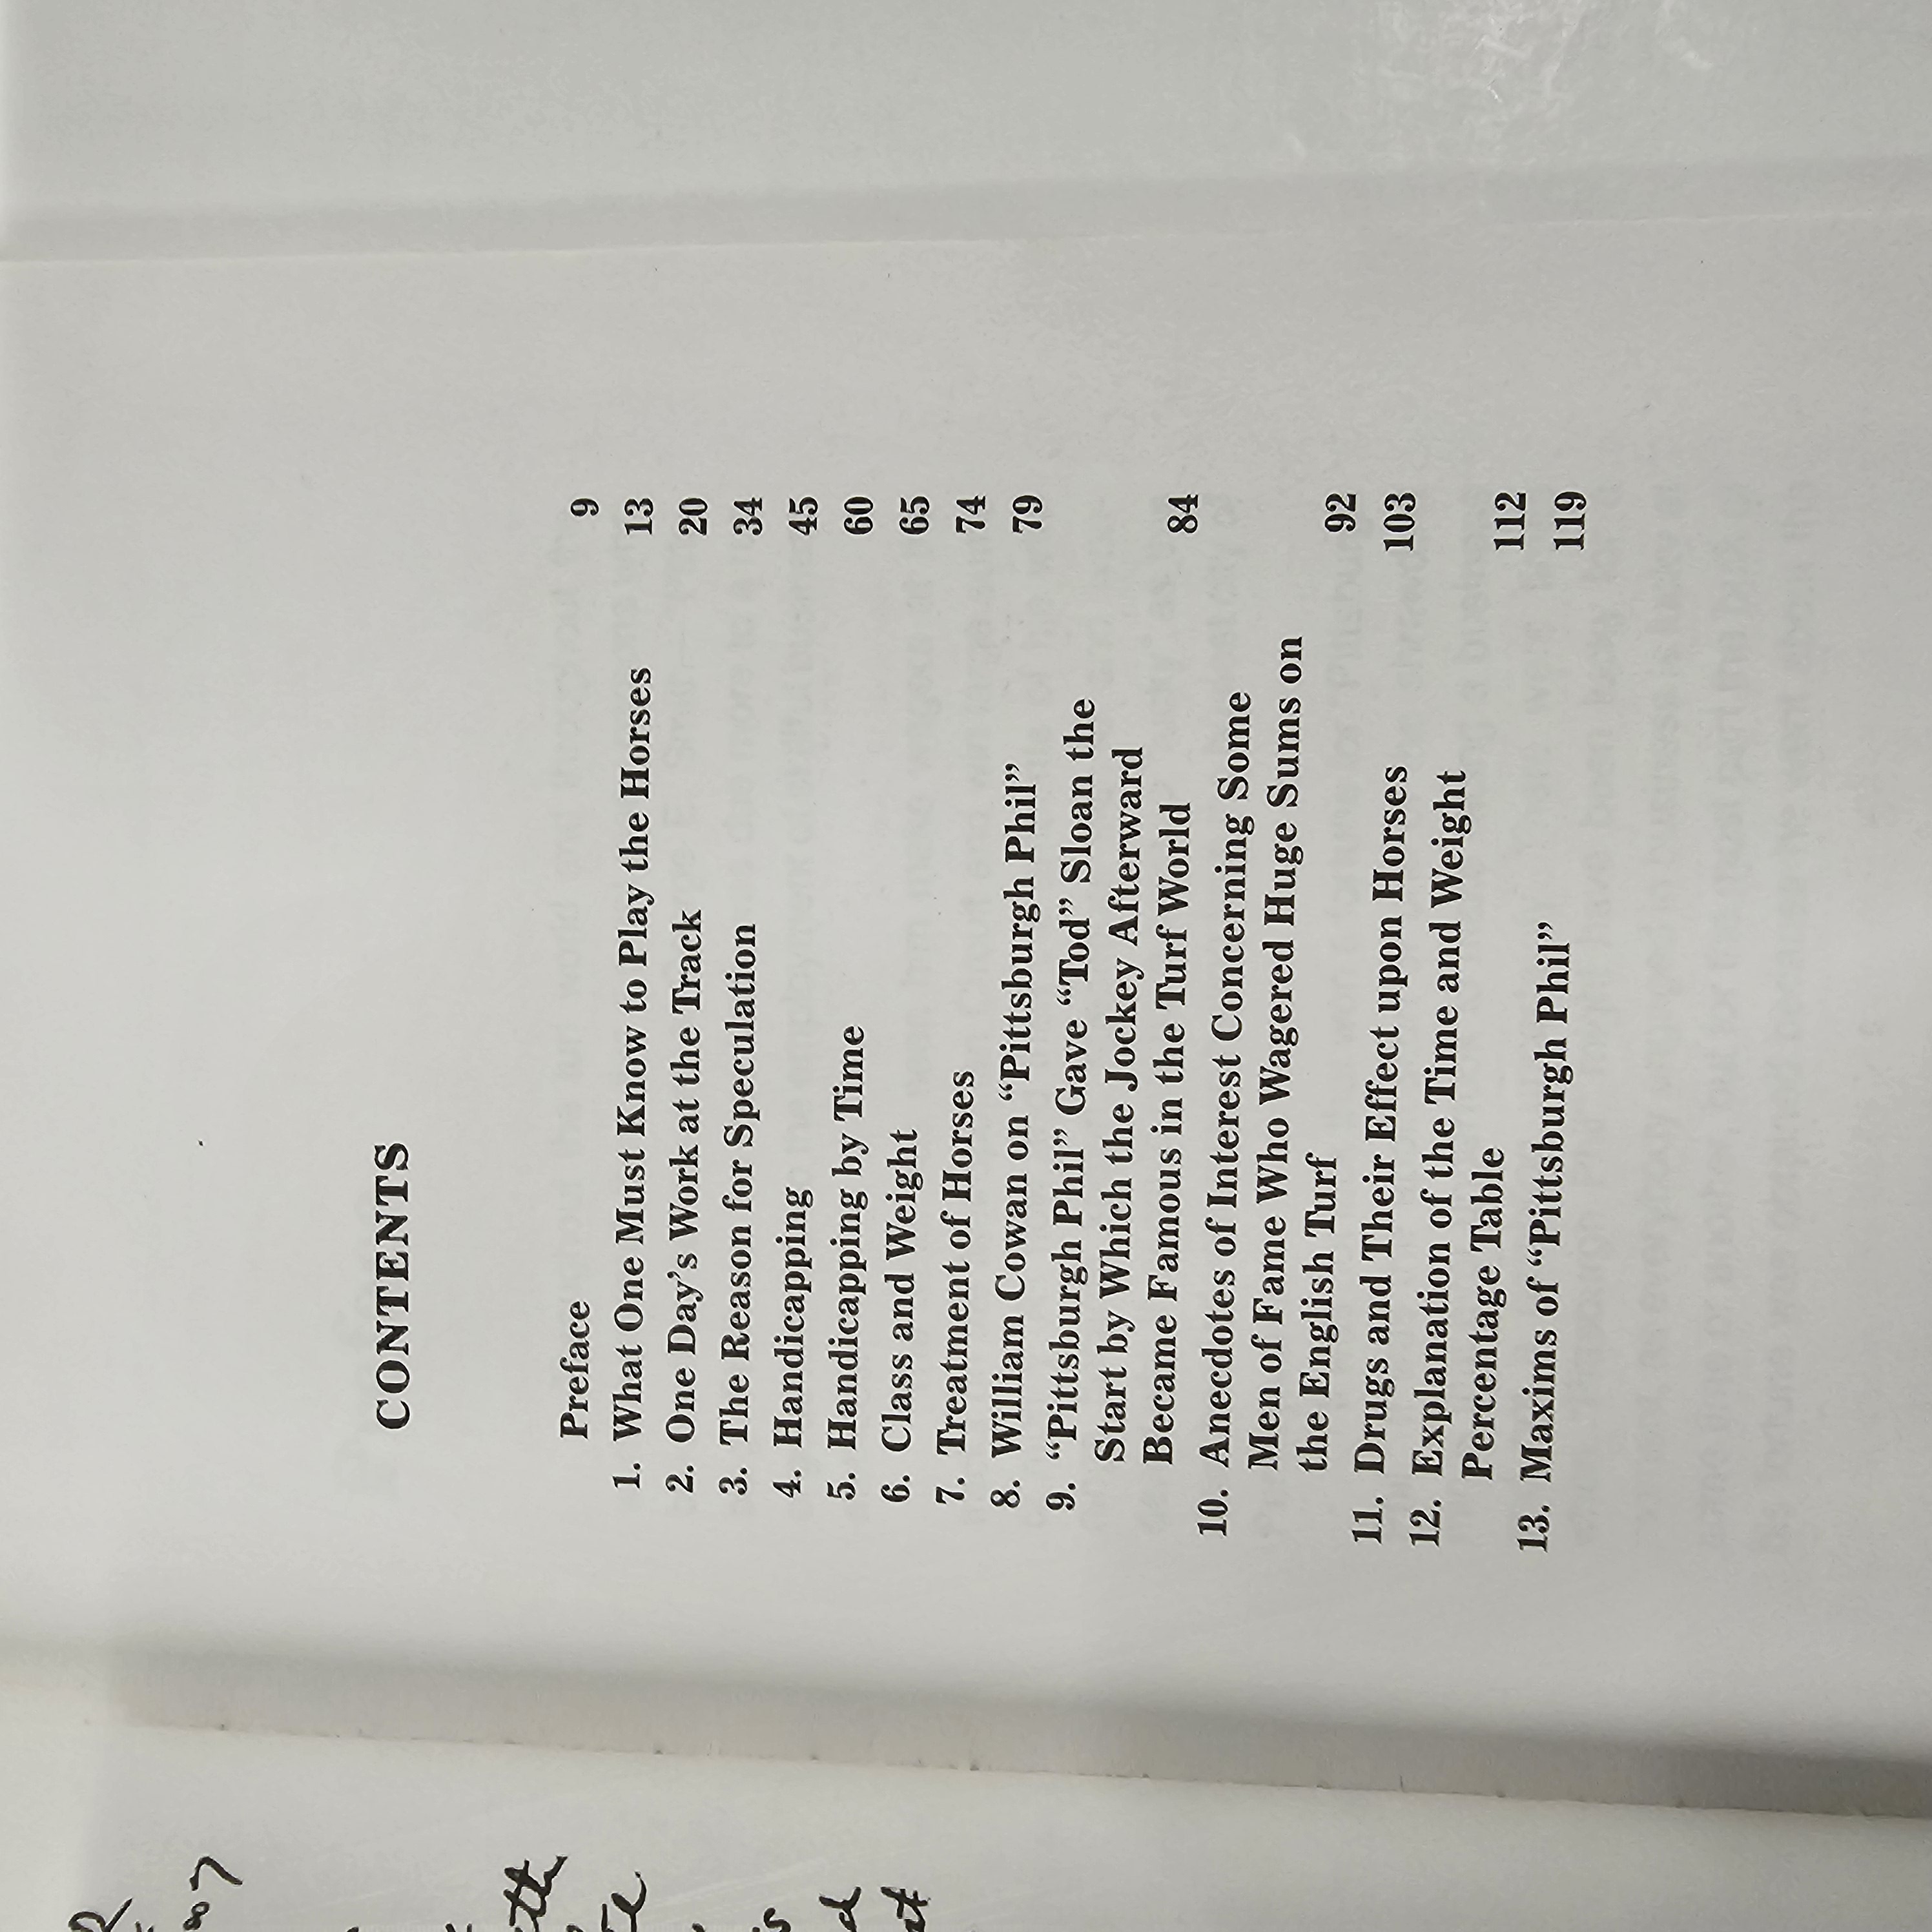 CONTENTS
Preface 9
1. What One Must Know to Play the Horses 13
2. One Day’s Work at the Track 20
3. The Reason for Speculation 34
4. Handicapping 45
5. Handicapping by Time 60
6. Class and Weight 65
7. Treatment of Horses 74
8. William Cowan on “Pittsburgh Phil” 79
9. “Pittsburgh Phil” Gave “Tod” Sloan the
Start by Which the Jockey Afterward
Became Famous in the Turf World 84
10. Anecdotes of Interest Concerning Some
Men of Fame Who Wagered Huge Sums on
the English Turf 92
11. Drugs and Their Effect upon Horses 103
12. Explanation of the Time and Weight
Percentage Table 112
13. Maxims of “Pittsburgh Phil” 119